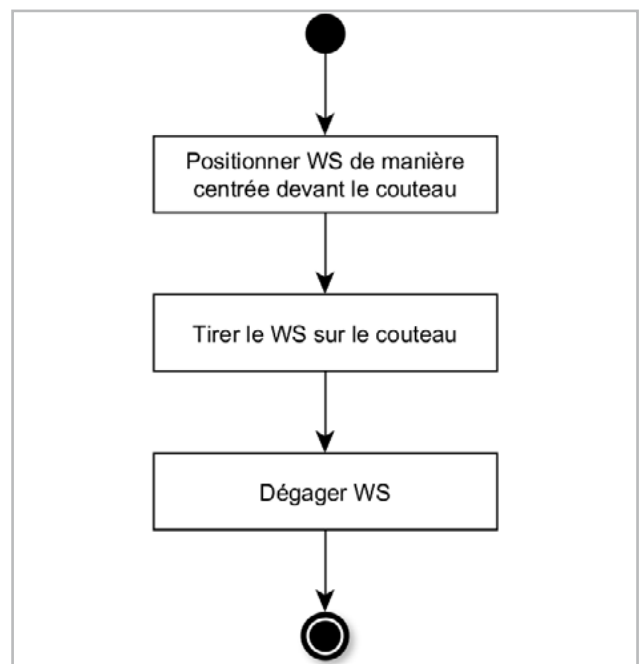 Positionner WS de manière
centrée devant le couteau
Tirer le WS sur le couteau
Dégager WS